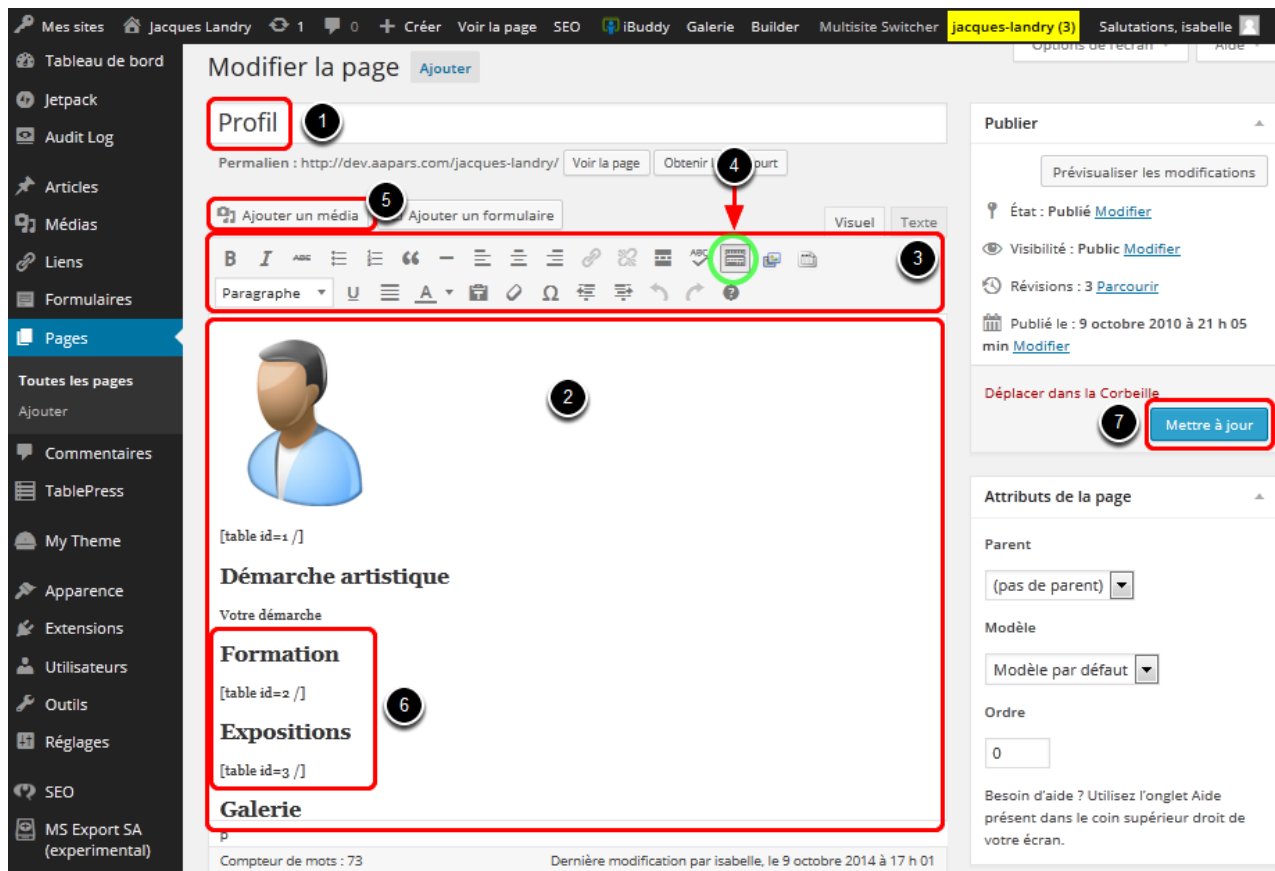 Mes sites Jacques Landry 1 0 + Créer Voir la page SEO iBuddy Galerie Builder Multisite Switcher jacques-landry (3) Salutations, isabelle
Tableau de bord
Jetpack
Audit Log
Articles
Médias
Liens
Formulaires
Pages
Toutes les pages
Ajouter
Commentaires
TablePress
My Theme
Apparence
Extensions
Utilisateurs
Outils
Réglages
SEO
MS Export SA
(experimental)
Options de l'écran Aide
Modifier la page Ajouter
Profil 1
Permalien : http://dev.aapars.com/jacques-landry/ Voir la page Obtenir 4 ourt
5
Ajouter un média Ajouter un formulaire
Visuel Texte
B I ABC ABC 3
Paragraphe U A Ω ?
2
[table id=1 /]
Démarche artistique
Votre démarche
Formation
[table id=2 /]
6
Expositions
[table id=3 /]
Galerie
p
Compteur de mots : 73 Dernière modification par isabelle, le 9 octobre 2014 à 17 h 01
Publier
Prévisualiser les modifications
État : Publié Modifier
Visibilité : Public Modifier
Révisions : 3 Parcourir
Publié le : 9 octobre 2010 à 21 h 05
min Modifier
Déplacer dans la Corbeille
7 Mettre à jour
Attributs de la page
Parent
(pas de parent)
Modèle
Modèle par défaut
Ordre
0
Besoin d'aide ? Utilisez l'onglet Aide
présent dans le coin supérieur droit de
votre écran.